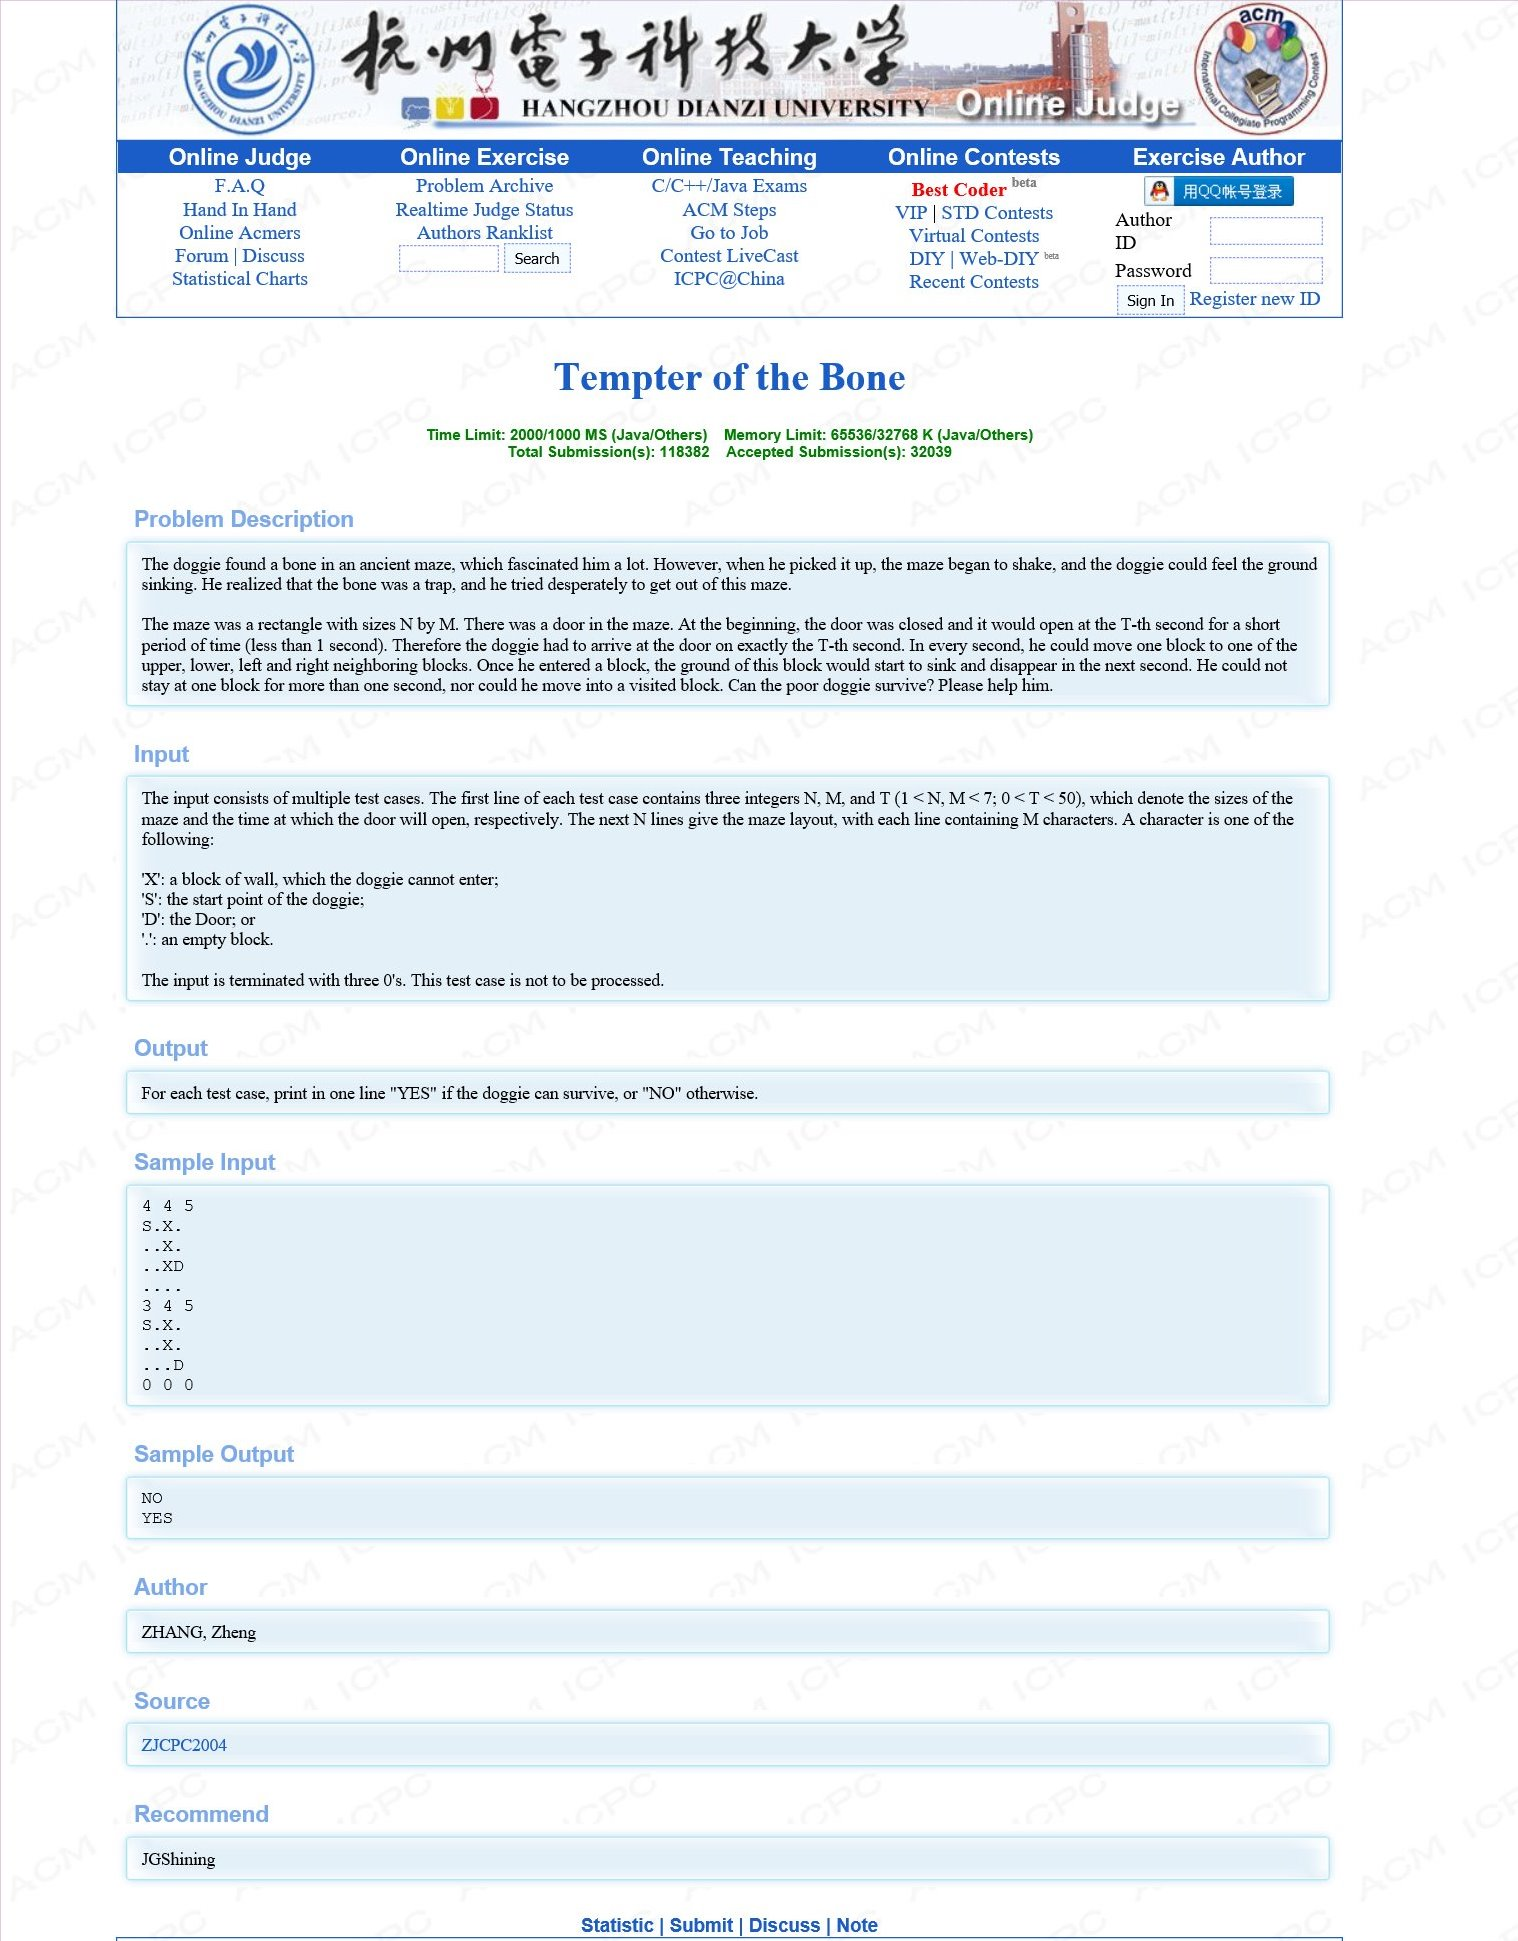 杭州電子科技大学
HANGZHOU DIANZI UNIVERSITY Online Judge
HANGZHOU DIANZI UNIVERSITY
acm
International Collegiate Programming Contest
Online Judge Online Exercise Online Teaching Online Contests Exercise Author
F.A.Q
Hand In Hand
Online Acmers
Forum | Discuss
Statistical Charts
Problem Archive
Realtime Judge Status
Authors Ranklist
Search
C/C++/Java Exams
ACM Steps
Go to Job
Contest LiveCast
ICPC@China
Best Coder beta
VIP | STD Contests
Virtual Contests
DIY | Web-DIY beta
Recent Contests
用QQ帐号登录
Author
ID
Password
Sign In Register new ID
Tempter of the Bone
Time Limit: 2000/1000 MS (Java/Others) Memory Limit: 65536/32768 K (Java/Others)
Total Submission(s): 118382 Accepted Submission(s): 32039
Problem Description
The doggie found a bone in an ancient maze, which fascinated him a lot. However, when he picked it up, the maze began to shake, and the doggie could feel the ground
sinking. He realized that the bone was a trap, and he tried desperately to get out of this maze.
The maze was a rectangle with sizes N by M. There was a door in the maze. At the beginning, the door was closed and it would open at the T-th second for a short
period of time (less than 1 second). Therefore the doggie had to arrive at the door on exactly the T-th second. In every second, he could move one block to one of the
upper, lower, left and right neighboring blocks. Once he entered a block, the ground of this block would start to sink and disappear in the next second. He could not
stay at one block for more than one second, nor could he move into a visited block. Can the poor doggie survive? Please help him.
Input
The input consists of multiple test cases. The first line of each test case contains three integers N, M, and T (1 < N, M < 7; 0 < T < 50), which denote the sizes of the
maze and the time at which the door will open, respectively. The next N lines give the maze layout, with each line containing M characters. A character is one of the
following:
'X': a block of wall, which the doggie cannot enter;
'S': the start point of the doggie;
'D': the Door; or
'.': an empty block.
The input is terminated with three 0's. This test case is not to be processed.
Output
For each test case, print in one line "YES" if the doggie can survive, or "NO" otherwise.
Sample Input
4 4 5
S.X.
..X.
..XD
....
3 4 5
S.X.
..X.
...D
0 0 0
Sample Output
NO
YES
Author
ZHANG, Zheng
Source
ZJCPC2004
Recommend
JGShining
Statistic | Submit | Discuss | Note